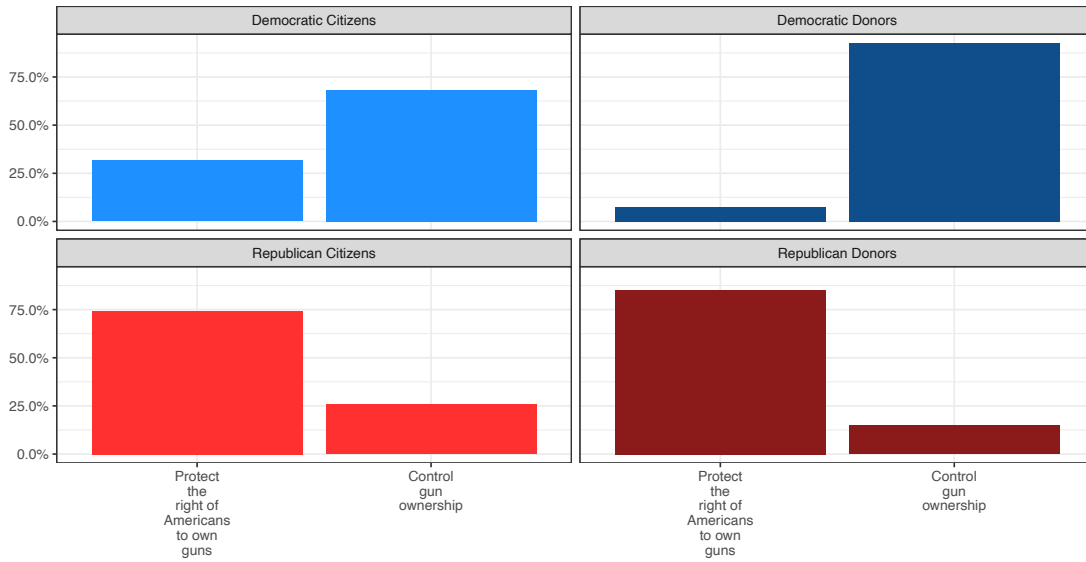 Democratic Citizens
Democratic Donors
75.0%
50.0%
25.0%
0.0%
Republican Citizens
Republican Donors
75.0%
50.0%
25.0%
0.0%
Protect
the
right of
Americans
to own
guns
Control
gun
ownership
Protect
the
right of
Americans
to own
guns
Control
gun
ownership